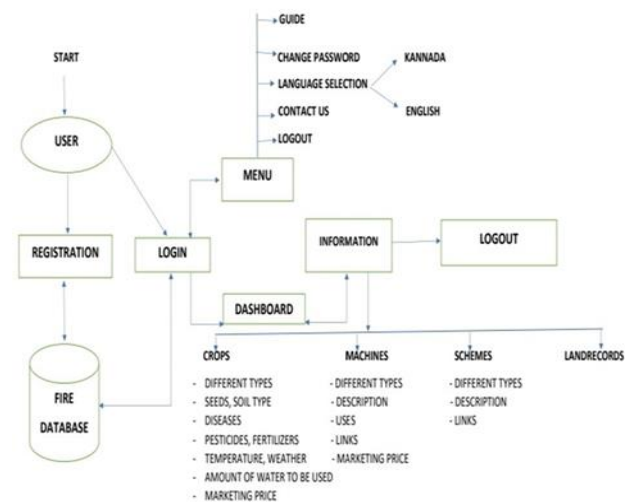 START
USER
REGISTRATION
FIRE
DATABASE
LOGIN
MENU
GUIDE
CHANGE PASSWORD
LANGUAGE SELECTION
KANNADA
ENGLISH
CONTACT US
LOGOUT
DASHBOARD
INFORMATION
LOGOUT
CROPS
- DIFFERENT TYPES
- SEEDS, SOIL TYPE
- DISEASES
- PESTICIDES, FERTILIZERS
- TEMPERATURE, WEATHER
- AMOUNT OF WATER TO BE USED
- MARKETING PRICE
MACHINES
- DIFFERENT TYPES
- DESCRIPTION
- USES
- LINKS
- MARKETING PRICE
SCHEMES
- DIFFERENT TYPES
- DESCRIPTION
- LINKS
LANDRECORDS